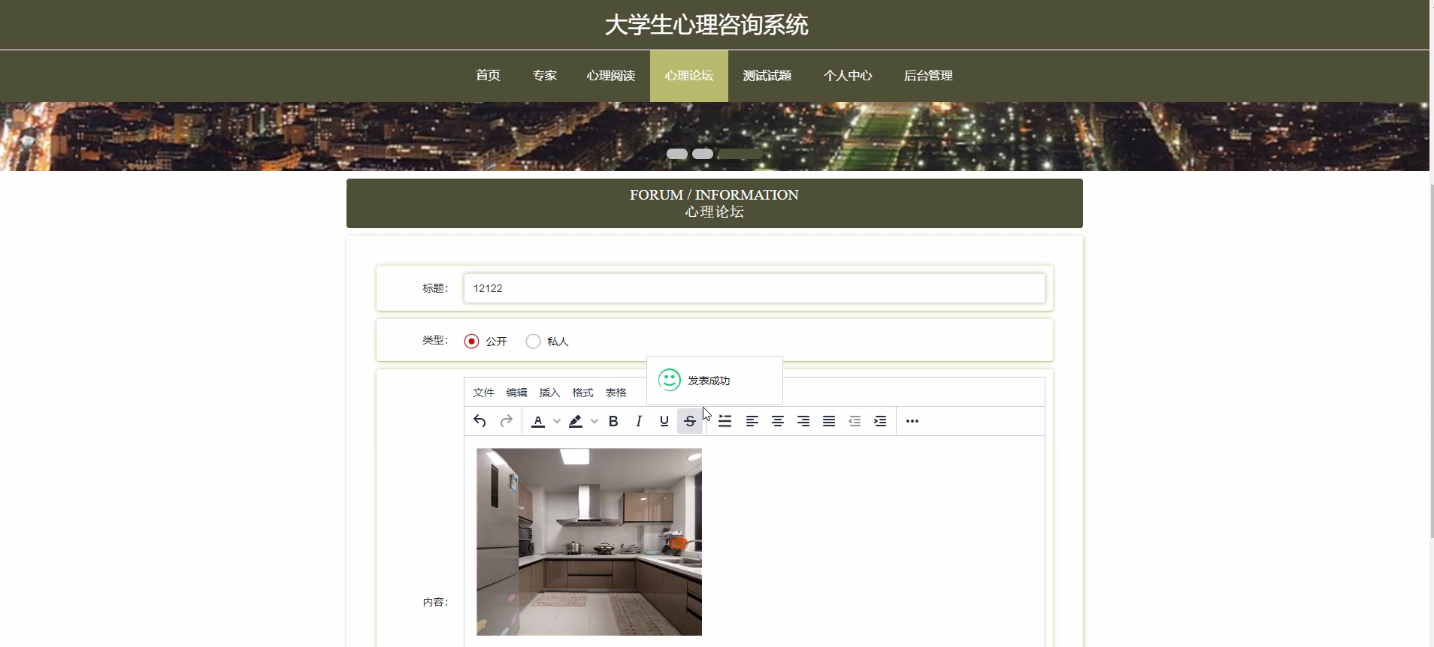 大学生心理咨询系统
首页 专家 心理阅读 心理论坛 测试试题 个人中心 后台管理
FORUM / INFORMATION
心理论坛
标题： 12122
类型： 公开 私人
发表成功
文件 编辑 插入 格式 表格
A B I U S
内容：